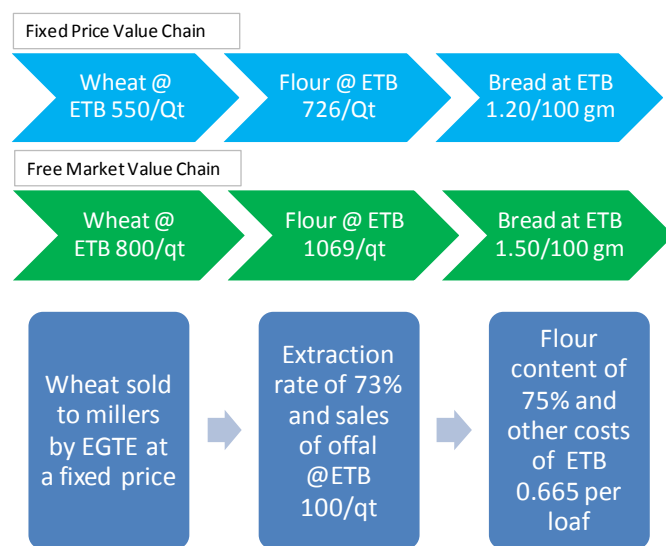 Fixed Price Value Chain
Wheat @
ETB 550/Qt
Flour @ ETB
726/Qt
Bread at ETB
1.20/100 gm
Free Market Value Chain
Wheat @
ETB 800/qt
Flour @ ETB
1069/qt
Bread at ETB
1.50/100 gm
Wheat sold
to millers
by EGTE at
a fixed price
Extraction
rate of 73%
and sales
of offal
@ETB
100/qt
Flour
content of
75% and
other costs
of ETB
0.665 per
loaf